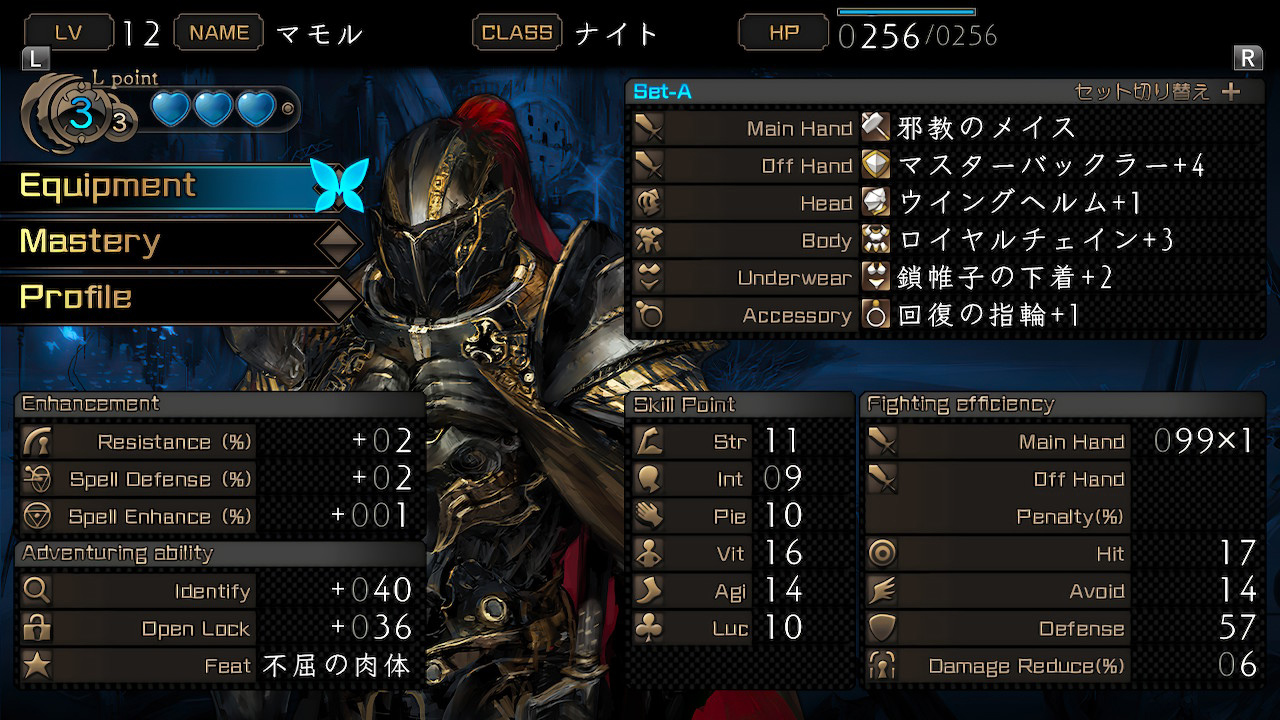 LV 12 NAME マモル CLASS ナイト HP 0256/0256
L R
L point
3 3
Equipment
Mastery
Profile
Set-A セット切り替え +
Main Hand 邪教のメイス
Off Hand マスターバックラー+4
Head ウイングヘルム+1
Body ロイヤルチェイン+3
Underwear 鎖帷子の下着+2
Accessory 回復の指輪+1
Enhancement
Resistance (%) +02
Spell Defense (%) +02
Spell Enhance (%) +001
Adventuring ability
Identify +040
Open Lock +036
Feat 不屈の肉体
Skill Point
Str 11
Int 09
Pie 10
Vit 16
Agi 14
Luc 10
Fighting efficiency
Main Hand 099×1
Off Hand
Penalty(%)
Hit 17
Avoid 14
Defense 57
Damage Reduce(%) 06